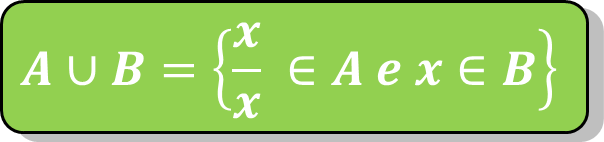 A ∪ B = {x/x ∈ A e x ∈ B}